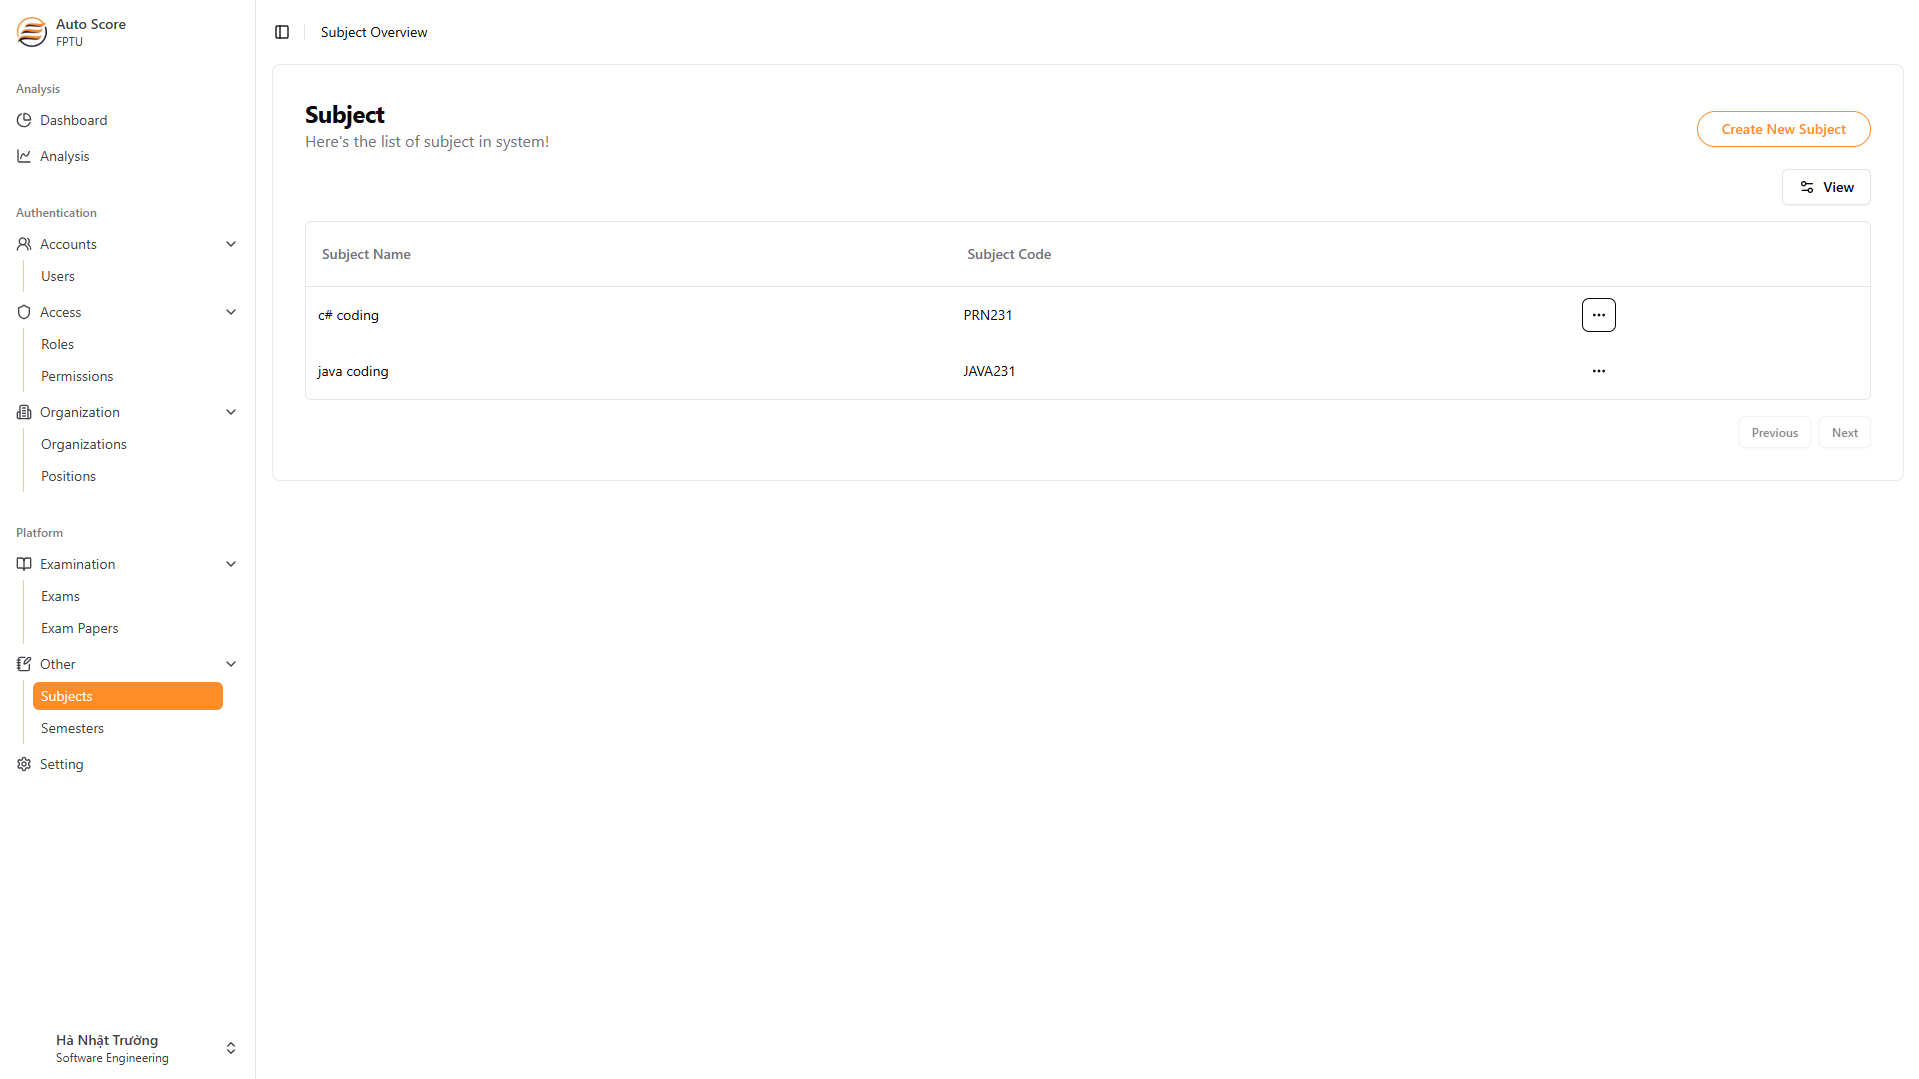 Auto Score
FPTU
Analysis
Dashboard
Analysis
Authentication
Accounts
Users
Access
Roles
Permissions
Organization
Organizations
Positions
Platform
Examination
Exams
Exam Papers
Other
Subjects
Semesters
Setting
Hà Nhật Trường
Software Engineering
Subject Overview
Subject
Here's the list of subject in system!
Create New Subject
View
Subject Name Subject Code
c# coding PRN231
java coding JAVA231
Previous Next